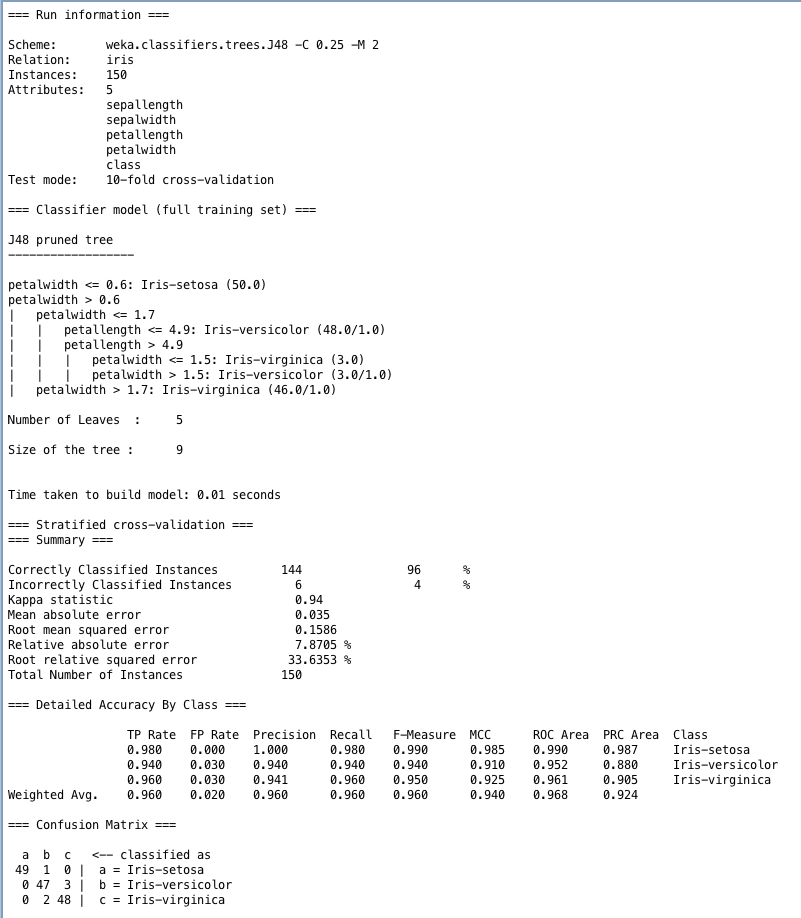 === Run information ===
Scheme:       weka.classifiers.trees.J48 -C 0.25 -M 2
Relation:     iris
Instances:    150
Attributes:   5
              sepallength
              sepalwidth
              petallength
              petalwidth
              class
Test mode:    10-fold cross-validation
=== Classifier model (full training set) ===
J48 pruned tree
------------------
petalwidth <= 0.6: Iris-setosa (50.0)
petalwidth > 0.6
|   petalwidth <= 1.7
|   |   petallength <= 4.9: Iris-versicolor (48.0/1.0)
|   |   petallength > 4.9
|   |   |   petalwidth <= 1.5: Iris-virginica (3.0)
|   |   |   petalwidth > 1.5: Iris-versicolor (3.0/1.0)
|   petalwidth > 1.7: Iris-virginica (46.0/1.0)
Number of Leaves  :     5
Size of the tree :      9
Time taken to build model: 0.01 seconds
=== Stratified cross-validation ===
=== Summary ===
Correctly Classified Instances         144               96      %
Incorrectly Classified Instances         6                4      %
Kappa statistic                          0.94
Mean absolute error                      0.035
Root mean squared error                  0.1586
Relative absolute error                  7.8705 %
Root relative squared error             33.6353 %
Total Number of Instances              150
=== Detailed Accuracy By Class ===
                 TP Rate  FP Rate  Precision  Recall   F-Measure  MCC      ROC Area  PRC Area  Class
                 0.980    0.000    1.000      0.980    0.990      0.985    0.990     0.987     Iris-setosa
                 0.940    0.030    0.940      0.940    0.940      0.910    0.952     0.880     Iris-versicolor
                 0.960    0.030    0.941      0.960    0.950      0.925    0.961     0.905     Iris-virginica
Weighted Avg.    0.960    0.020    0.960      0.960    0.960      0.940    0.968     0.924
=== Confusion Matrix ===
  a  b  c   <-- classified as
 49  1  0 |  a = Iris-setosa
  0 47  3 |  b = Iris-versicolor
  0  2 48 |  c = Iris-virginica